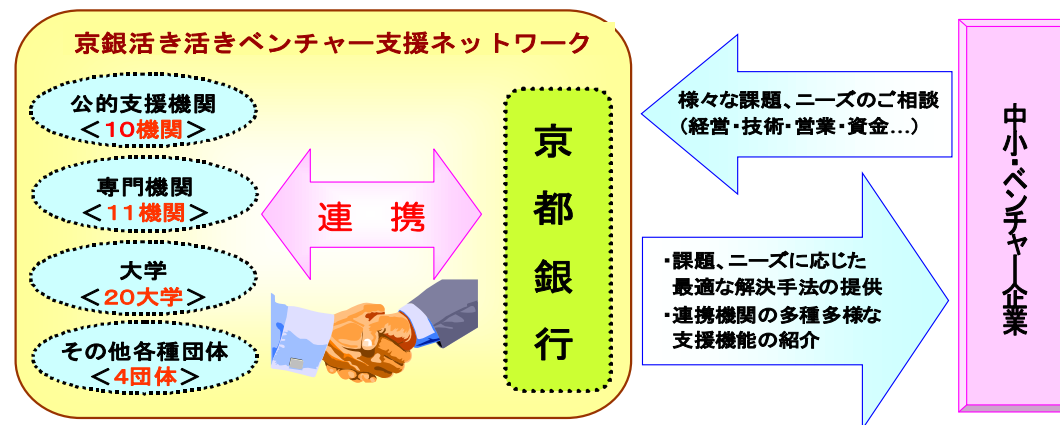 京銀活き活きベンチャー支援ネットワーク
公的支援機関
＜10機関＞
専門機関
＜11機関＞
大学
＜20大学＞
その他各種団体
＜4団体＞
連　携
京都銀行
様々な課題、ニーズのご相談
（経営・技術・営業・資金…）
・課題、ニーズに応じた
最適な解決手法の提供
・連携機関の多種多様な
支援機能の紹介
中小・ベンチャー企業